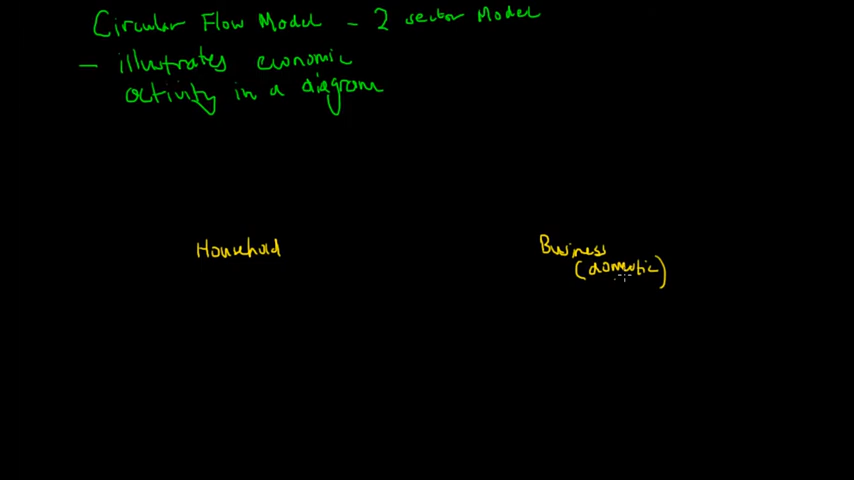 Circular Flow Model - 2 sector Model
- illustrates economic
activity in a diagram
Household
Business
(domestic)